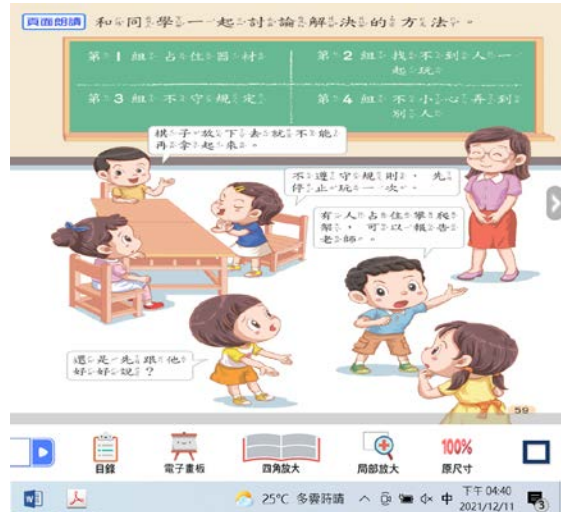 頁面朗讀 和同學一起討論解決的方法。
第1組 占住器材
第2組 找不到人一
起玩
第3組 不守規定
第4組 不小心弄到
別人
棋子放下去就不能
再拿起來。
不遵守規則,先
停止玩一次。
有人占住攀爬
架,可以報告
老師。
還是先跟他
好好說?
59
目錄
電子畫板
四角放大
局部放大
100%
原尺寸
25°C 多雲時晴
中
下午 04:40
2021/12/11
3